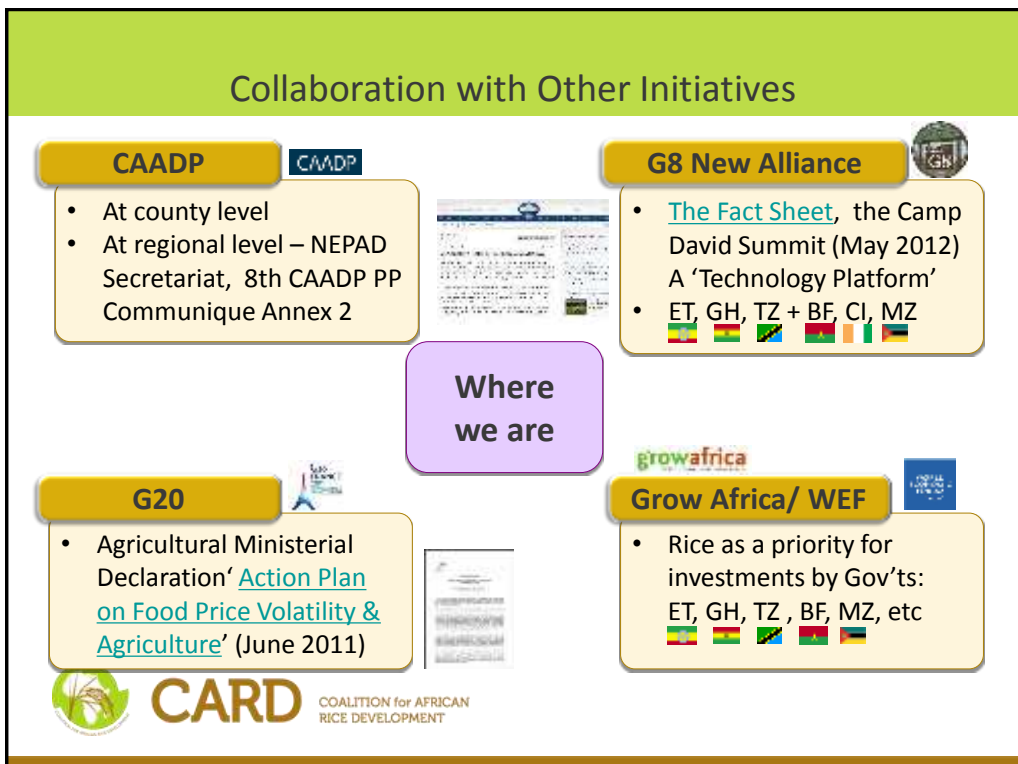 Collaboration with Other Initiatives
CAADP
CAADP
• At county level
• At regional level – NEPAD
Secretariat, 8th CAADP PP
Communique Annex 2
G8 New Alliance
G8
• The Fact Sheet, the Camp
David Summit (May 2012)
A ‘Technology Platform’
• ET, GH, TZ + BF, CI, MZ
Where
we are
G20
• Agricultural Ministerial
Declaration‘ Action Plan
on Food Price Volatility &
Agriculture’ (June 2011)
growafrica
Grow Africa/ WEF
• Rice as a priority for
investments by Gov’ts:
ET, GH, TZ , BF, MZ, etc
CARD
COALITION for AFRICAN
RICE DEVELOPMENT